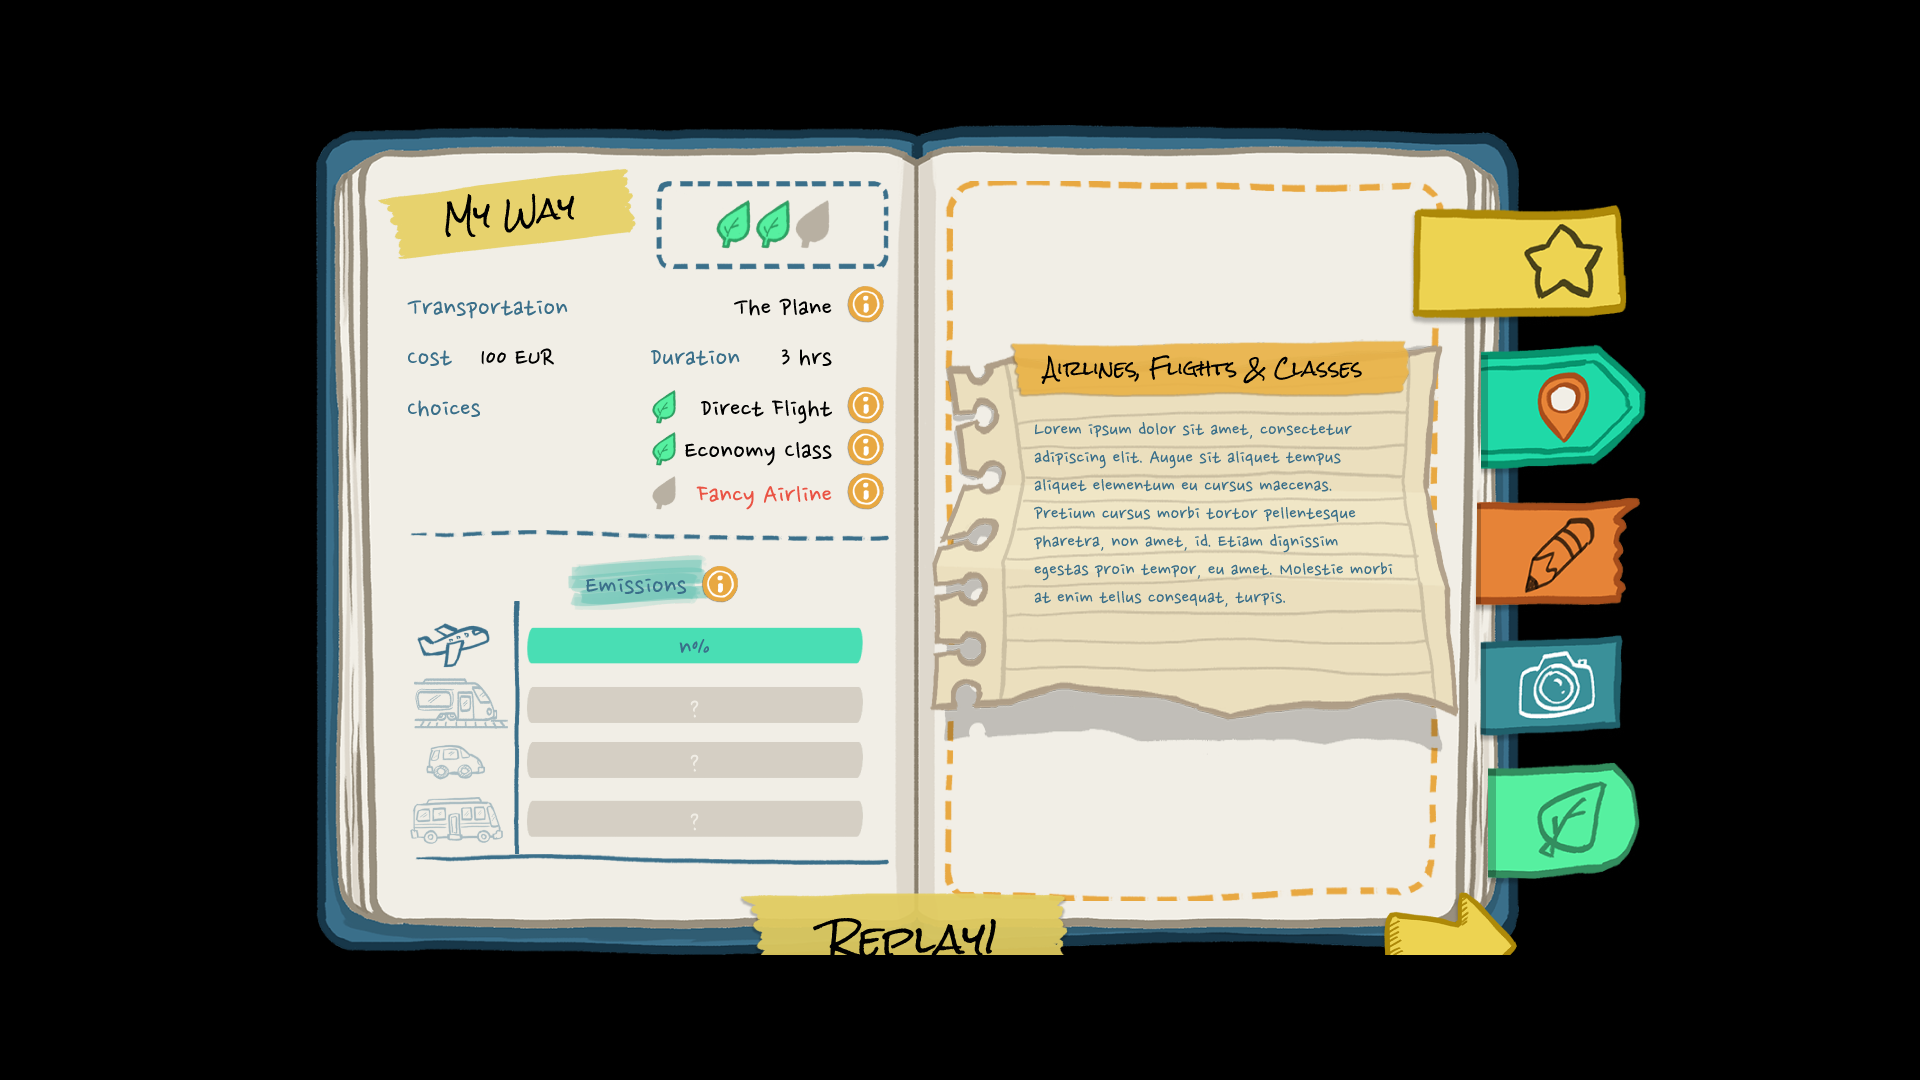 My Way
Transportation The Plane
Cost 100 EUR Duration 3 hrs
Choices Direct Flight
Economy Class
Fancy Airline
Emissions
n%
?
?
?
Airlines, Flights & Classes
Lorem ipsum dolor sit amet, consectetur
adipiscing elit. Augue sit aliquet tempus
aliquet elementum eu cursus maecenas.
Pretium cursus morbi tortor pellentesque
pharetra, non amet, id. Etiam dignissim
egestas proin tempor, eu amet. Molestie morbi
at enim tellus consequat, turpis.
Replay!